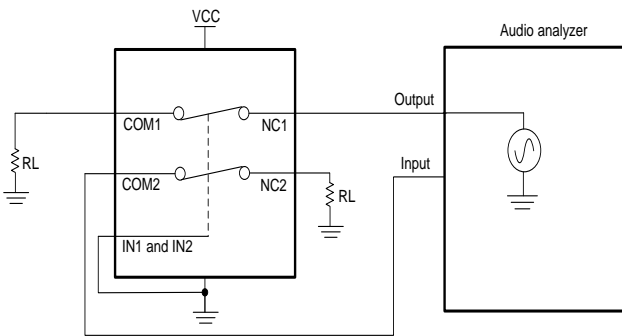 VCC
Audio analyzer
Output
COM1
NC1
RL
Input
COM2
NC2
RL
IN1 and IN2